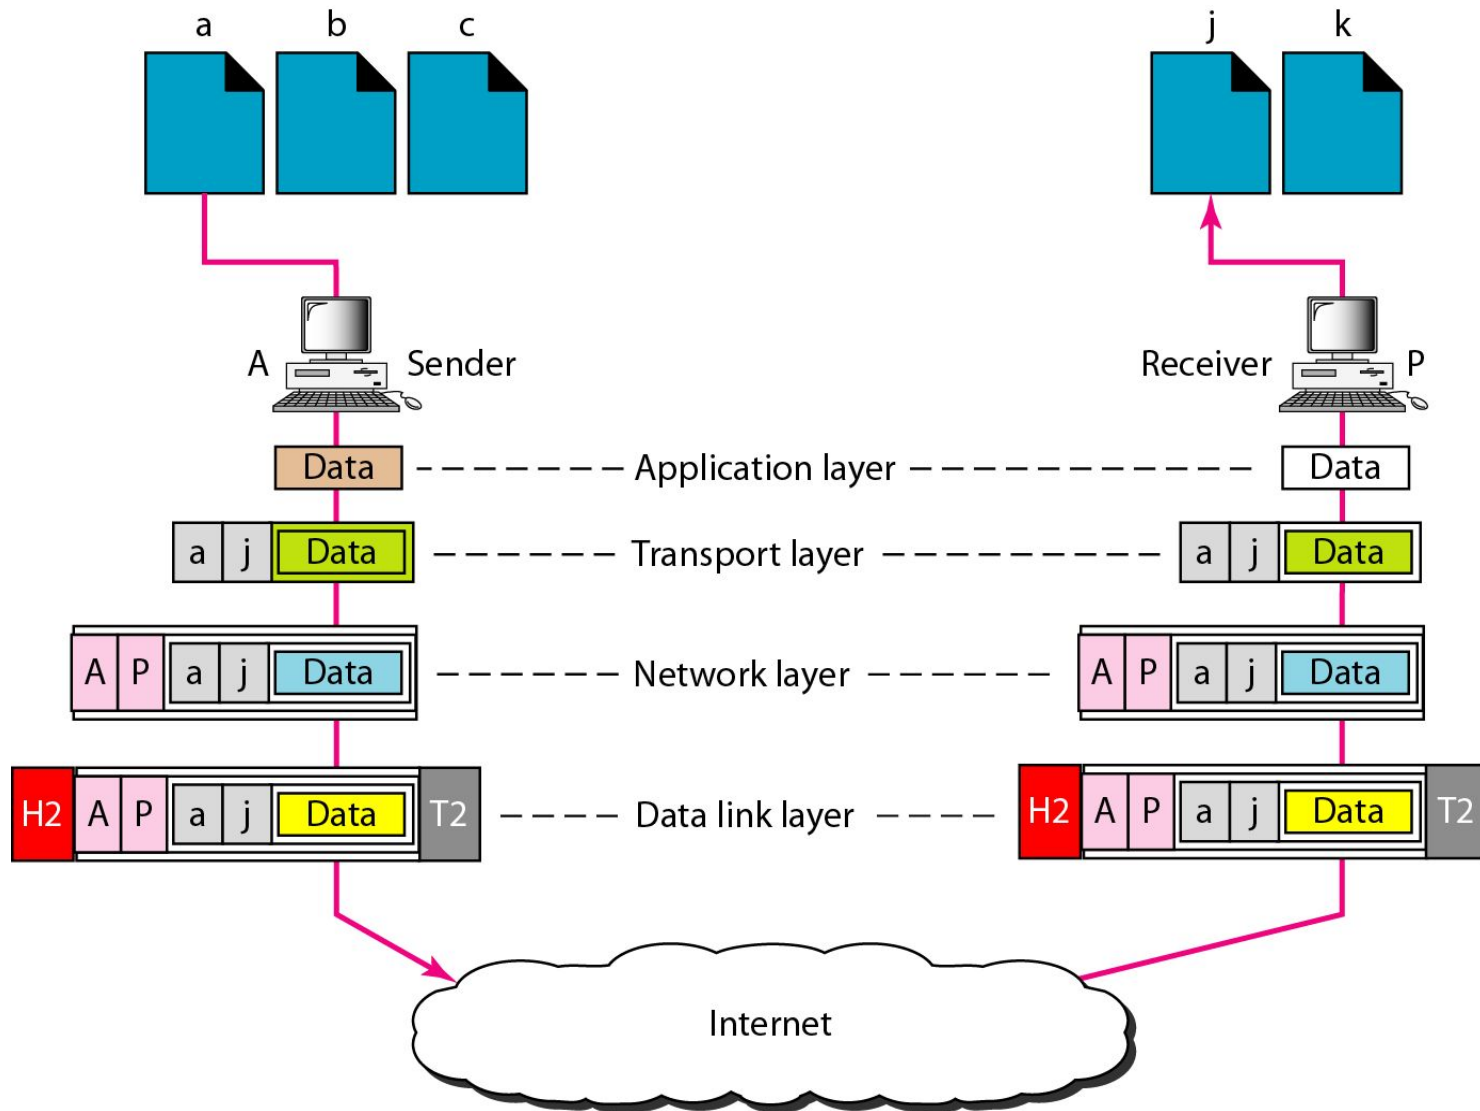 a b c j k
A Sender Receiver P
Data Application layer Data
a j Data Transport layer a j Data
A P a j Data Network layer A P a j Data
H2 A P a j Data T2 Data link layer H2 A P a j Data T2
Internet